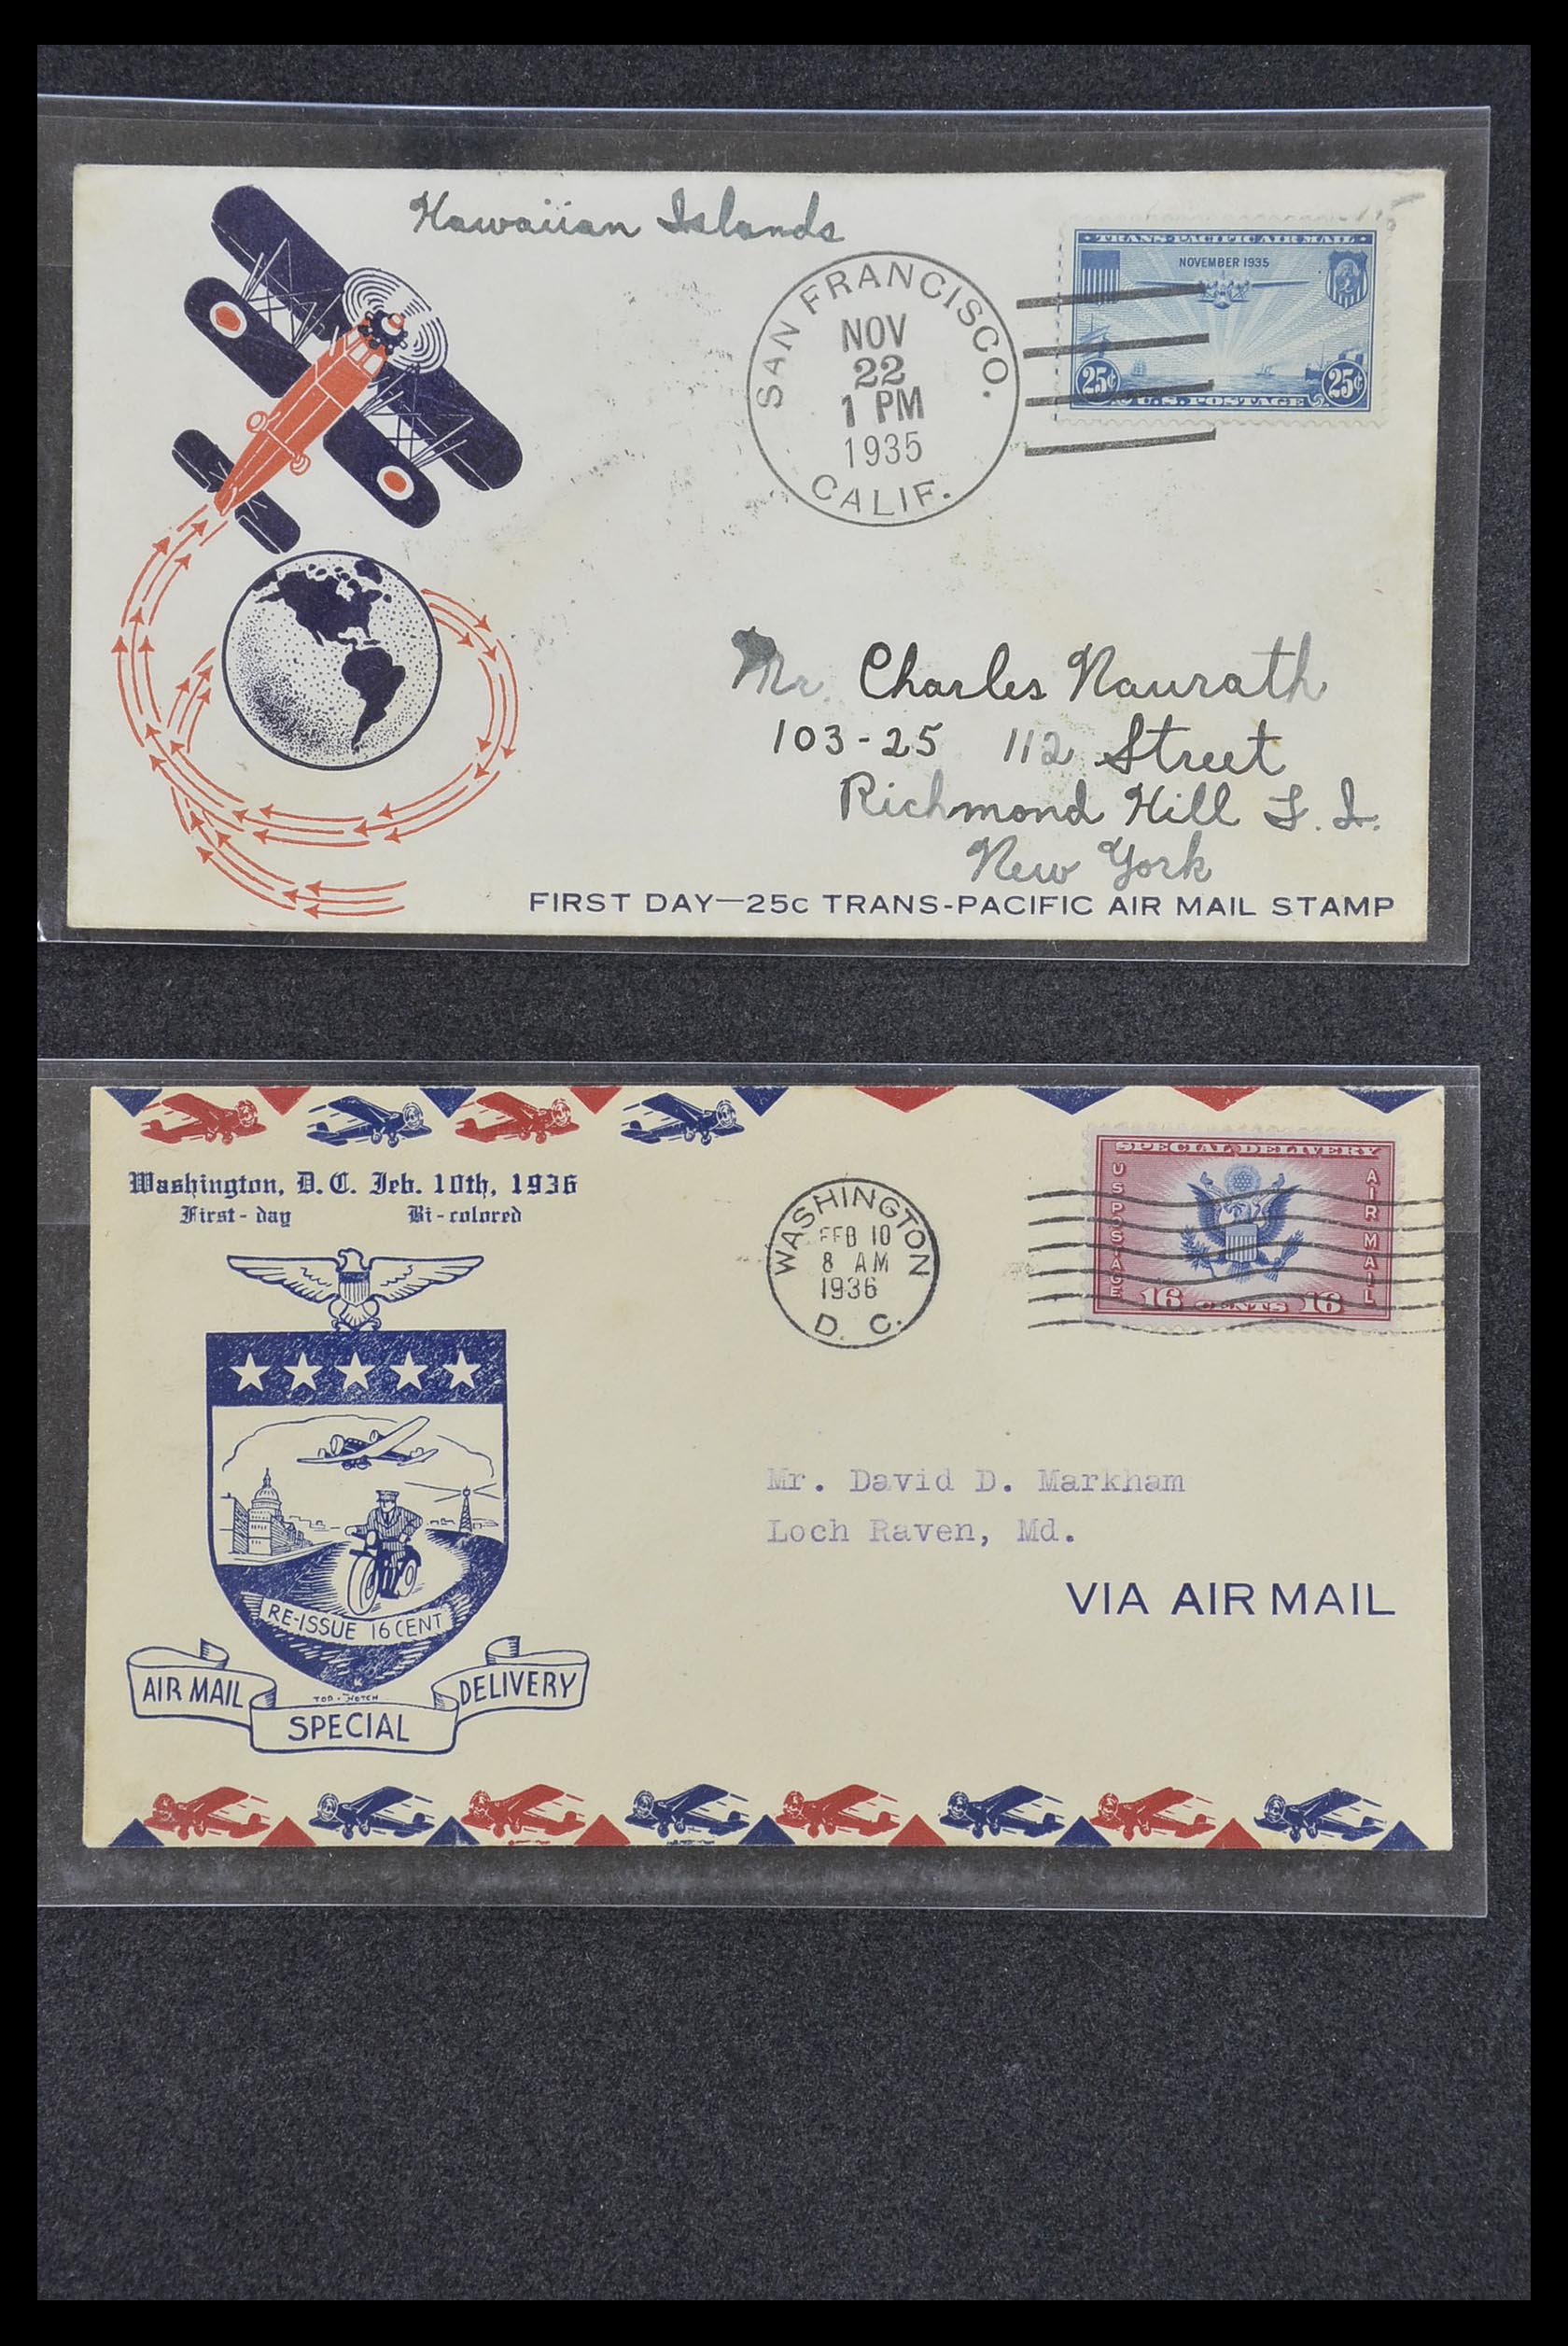 Hawaiian Islands
TRANS-PACIFIC AIR MAIL
NOVEMBER 1935
25¢ 25¢
U.S. POSTAGE
SAN FRANCISCO.
NOV
22
1 PM
1935
CALIF.
Mr. Charles Naurath
103-25 112 Street
Richmond Hill L. I.
New York
FIRST DAY—25c TRANS-PACIFIC AIR MAIL STAMP
Washington, D. C. Feb. 10th, 1936
First-day Bi-colored
WASHINGTON
FEB 10
8 AM
1936
D. C.
SPECIAL DELIVERY
US POSTAGE
AIR MAIL
16 CENTS 16
Mr. David D. Markham
Loch Raven, Md.
VIA AIR MAIL
RE-ISSUE 16 CENT
TOP-NOTCH
AIR MAIL
SPECIAL
DELIVERY